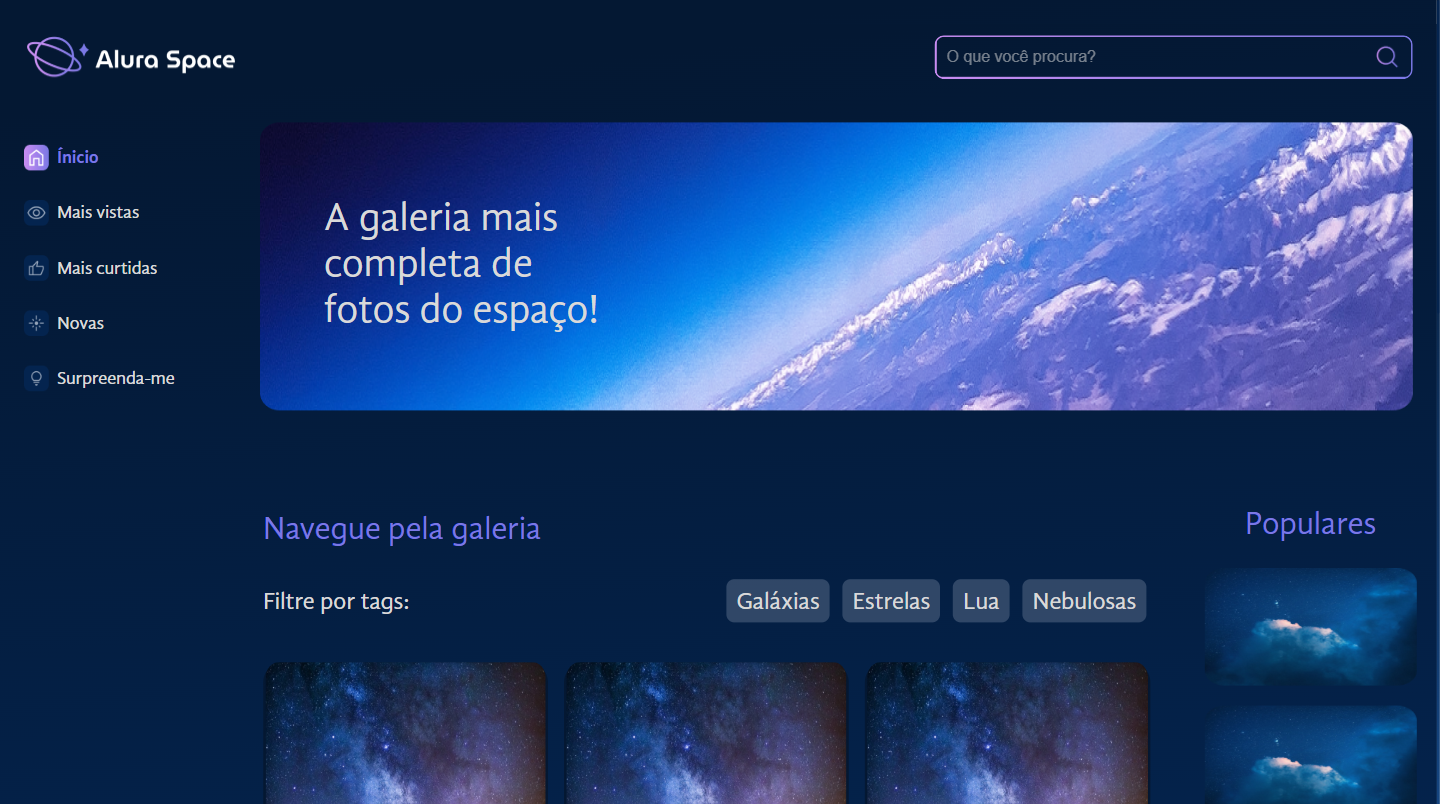 Alura Space
O que você procura?
Ínicio
Mais vistas
Mais curtidas
Novas
Surpreenda-me
A galeria mais
completa de
fotos do espaço!
Navegue pela galeria
Populares
Filtre por tags:
Galáxias
Estrelas
Lua
Nebulosas